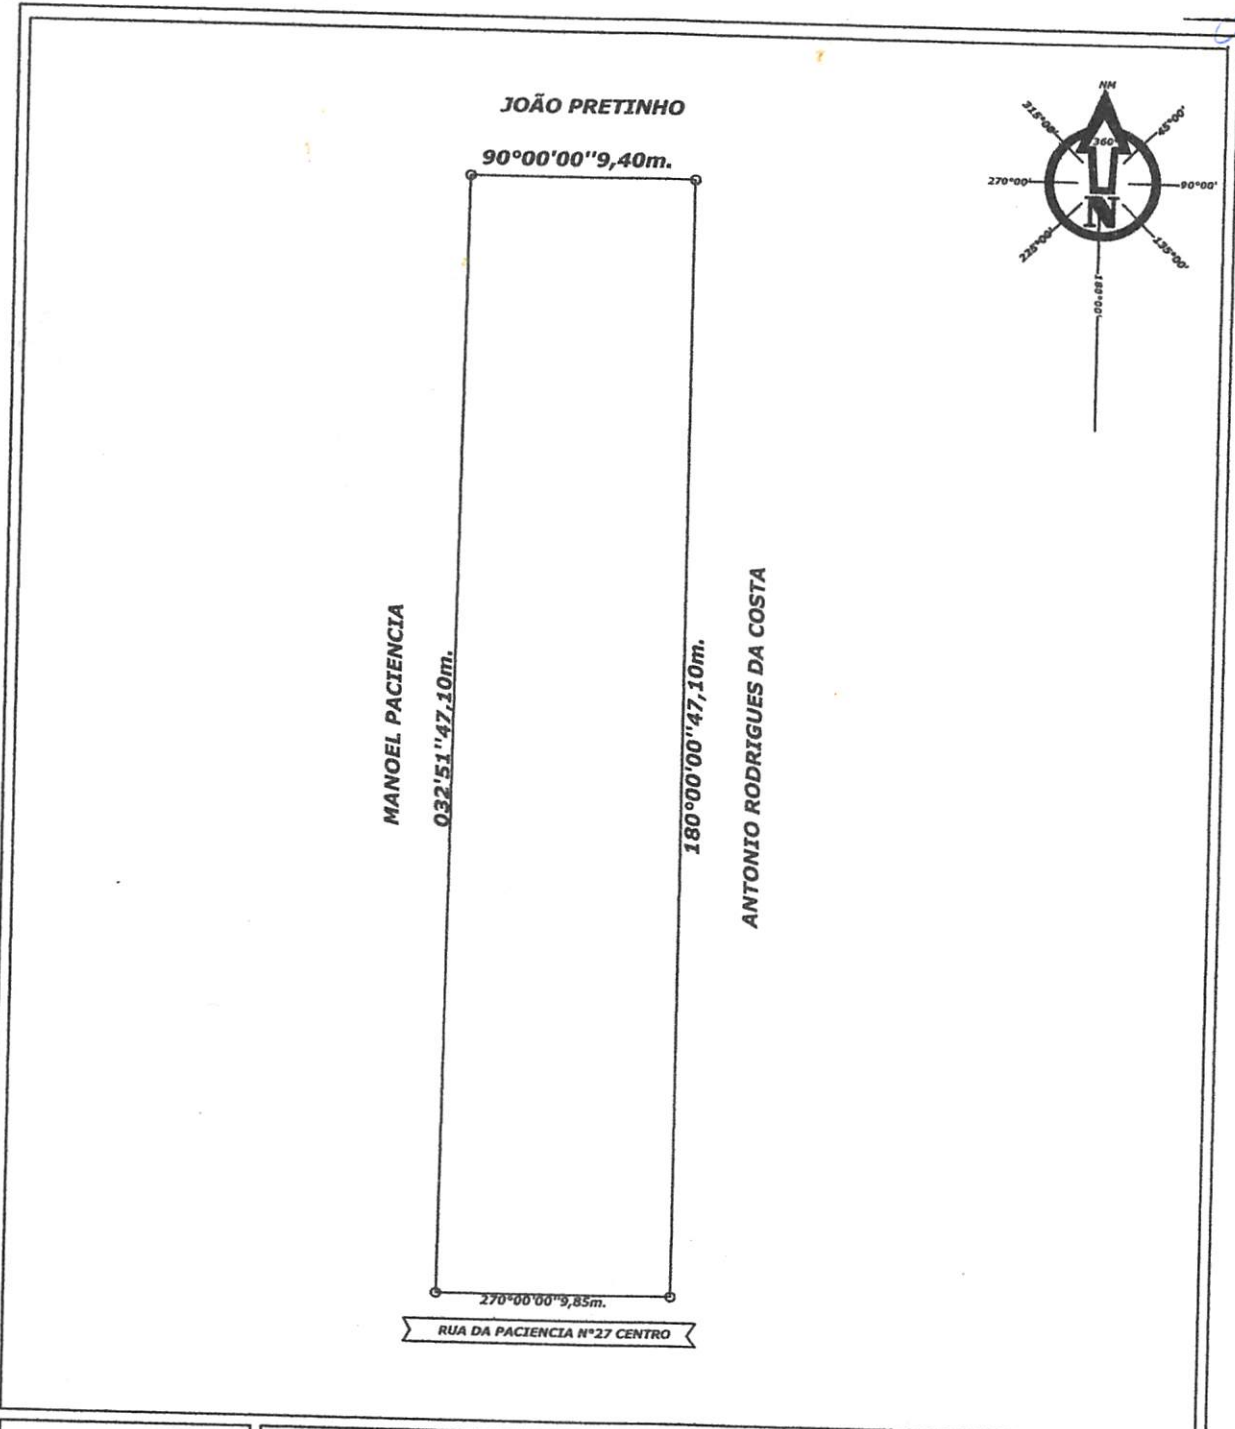 JOÃO PRETINHO
90°00'00''9,40m.
NM
315°00'
45°00'
360°
270°00'
90°00'
N
225°00'
135°00'
180°00'
MANOEL PACIENCIA
032'51''47,10m.
180°00'00''47,10m.
ANTONIO RODRIGUES DA COSTA
270°00'00''9,85m.
RUA DA PACIENCIA N°27 CENTRO